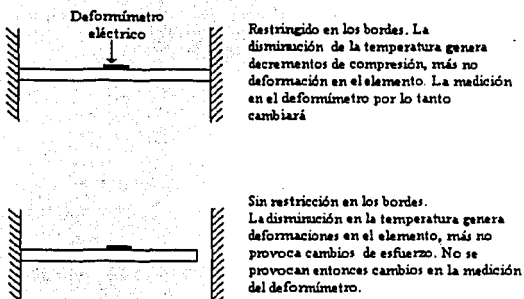 Deformímetro
eléctrico
Restringido en los bordes. La
disminución de la temperatura genera
decrementos de compresión, más no
deformación en el elemento. La medición
en el deformímetro por lo tanto
cambiará
Sin restricción en los bordes.
La disminución en la temperatura genera
deformaciones en el elemento, más no
provoca cambios de esfuerzo. No se
provocan entonces cambios en la medición
del deformímetro.